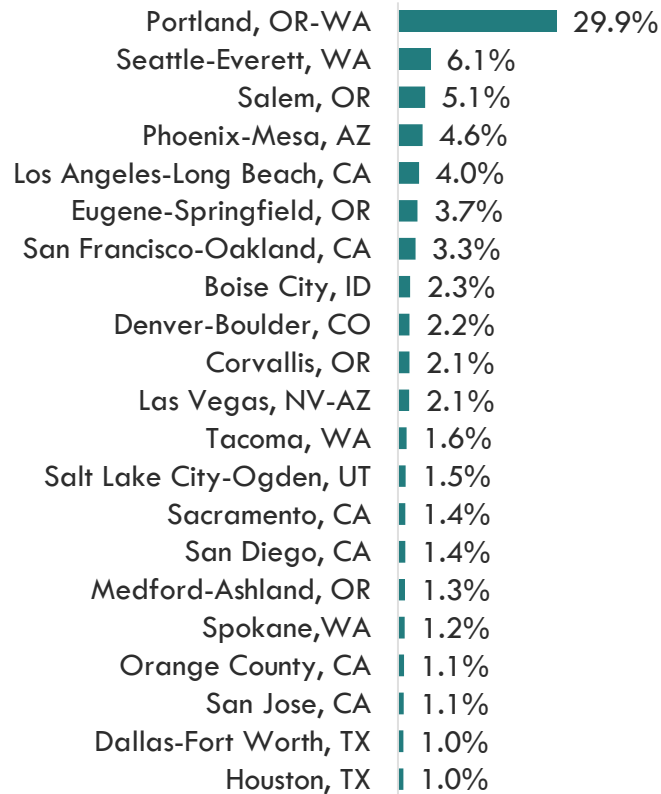 Portland, OR-WA 29.9%
Seattle-Everett, WA 6.1%
Salem, OR 5.1%
Phoenix-Mesa, AZ 4.6%
Los Angeles-Long Beach, CA 4.0%
Eugene-Springfield, OR 3.7%
San Francisco-Oakland, CA 3.3%
Boise City, ID 2.3%
Denver-Boulder, CO 2.2%
Corvallis, OR 2.1%
Las Vegas, NV-AZ 2.1%
Tacoma, WA 1.6%
Salt Lake City-Ogden, UT 1.5%
Sacramento, CA 1.4%
San Diego, CA 1.4%
Medford-Ashland, OR 1.3%
Spokane,WA 1.2%
Orange County, CA 1.1%
San Jose, CA 1.1%
Dallas-Fort Worth, TX 1.0%
Houston, TX 1.0%